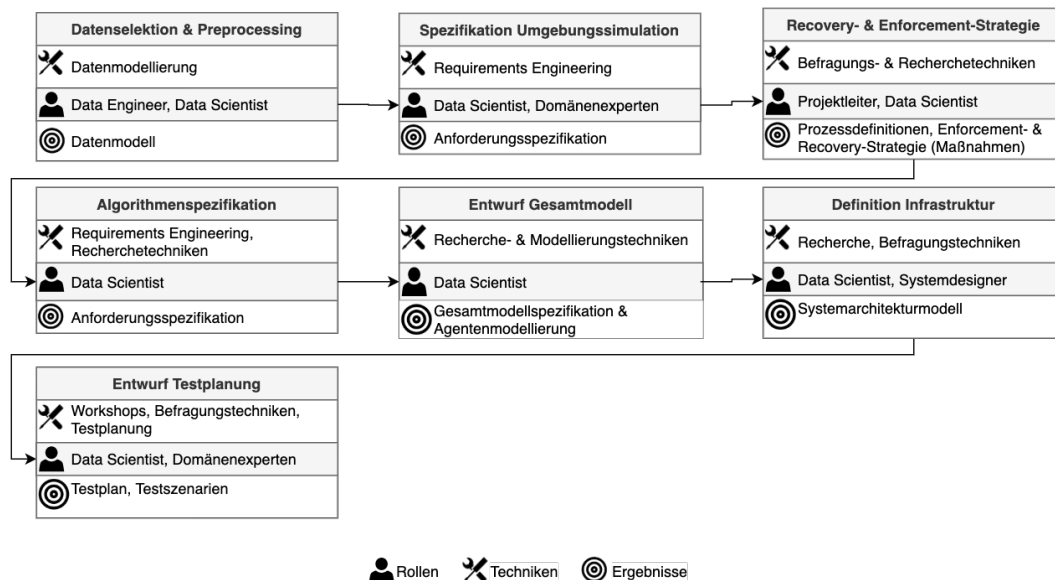 Datenselektion & Preprocessing
Datenmodellierung
Data Engineer, Data Scientist
Datenmodell
Spezifikation Umgebungssimulation
Requirements Engineering
Data Scientist, Domänenexperten
Anforderungsspezifikation
Recovery- & Enforcement-Strategie
Befragungs- & Recherchetechniken
Projektleiter, Data Scientist
Prozessdefinitionen, Enforcement- &
Recovery-Strategie (Maßnahmen)
Algorithmenspezifikation
Requirements Engineering,
Recherchetechniken
Data Scientist
Anforderungsspezifikation
Entwurf Gesamtmodell
Recherche- & Modellierungstechniken
Data Scientist
Gesamtmodellspezifikation &
Agentenmodellierung
Definition Infrastruktur
Recherche, Befragungstechniken
Data Scientist, Systemdesigner
Systemarchitekturmodell
Entwurf Testplanung
Workshops, Befragungstechniken,
Testplanung
Data Scientist, Domänenexperten
Testplan, Testszenarien
Rollen Techniken Ergebnisse